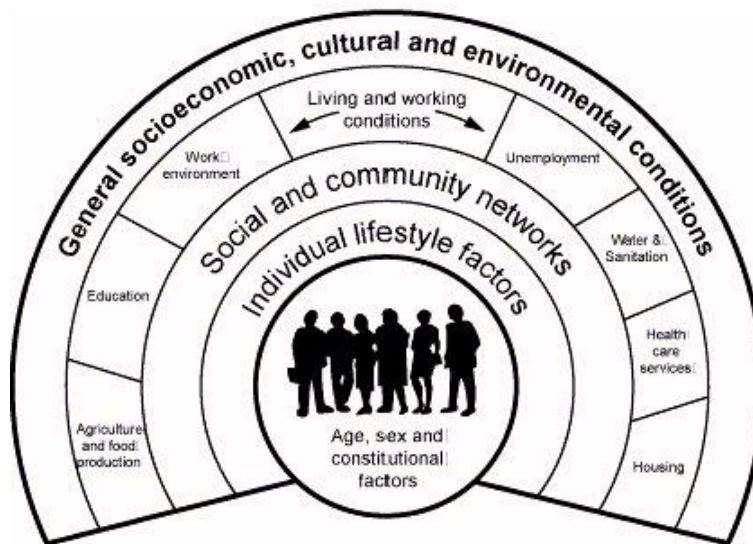 General socioeconomic, cultural and environmental conditions
Living and working
conditions
Work
environment
Unemployment
Education
Water &
Sanitation
Agriculture
and food
production
Health
care
services
Housing
Social and community networks
Individual lifestyle factors
Age, sex and
constitutional
factors